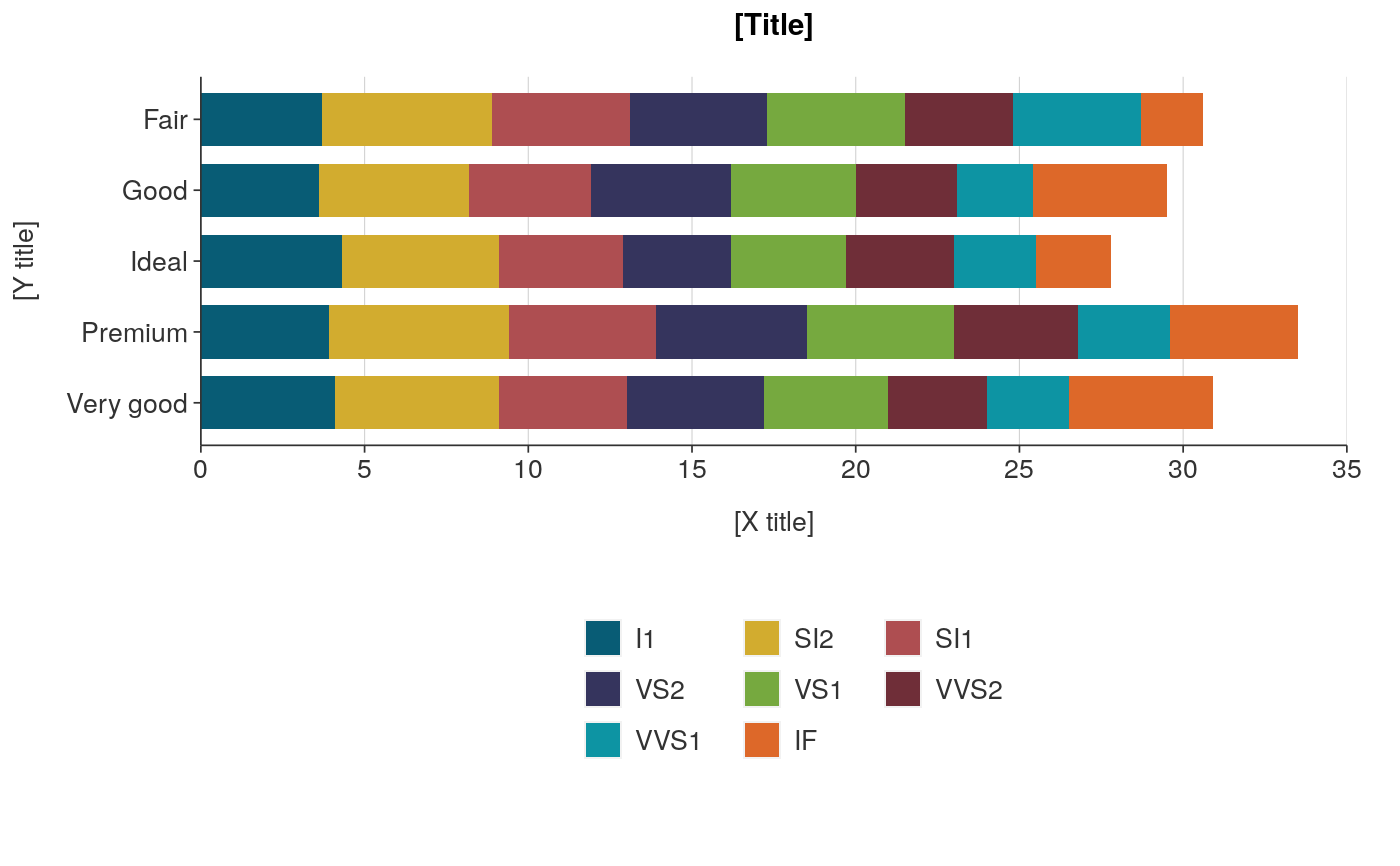 [Title]
[Y title]
Fair
Good
Ideal
Premium
Very good
0 5 10 15 20 25 30 35
[X title]
I1 SI2 SI1
VS2 VS1 VVS2
VVS1 IF